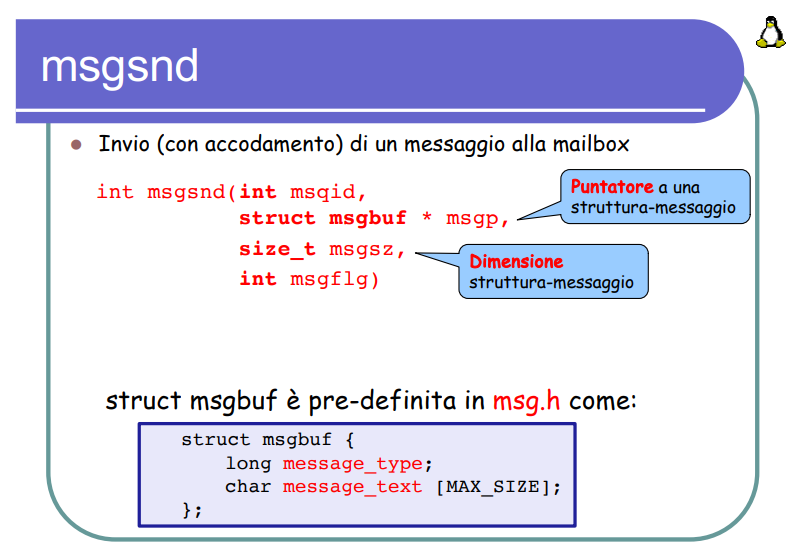 msgsnd
Invio (con accodamento) di un messaggio alla mailbox
int msgsnd(int msqid,
struct msgbuf * msgp,
size_t msgsz,
int msgflg)
Puntatore a una
struttura-messaggio
Dimensione
struttura-messaggio
struct msgbuf è pre-definita in msg.h come:
struct msgbuf {
long message_type;
char message_text [MAX_SIZE];
};